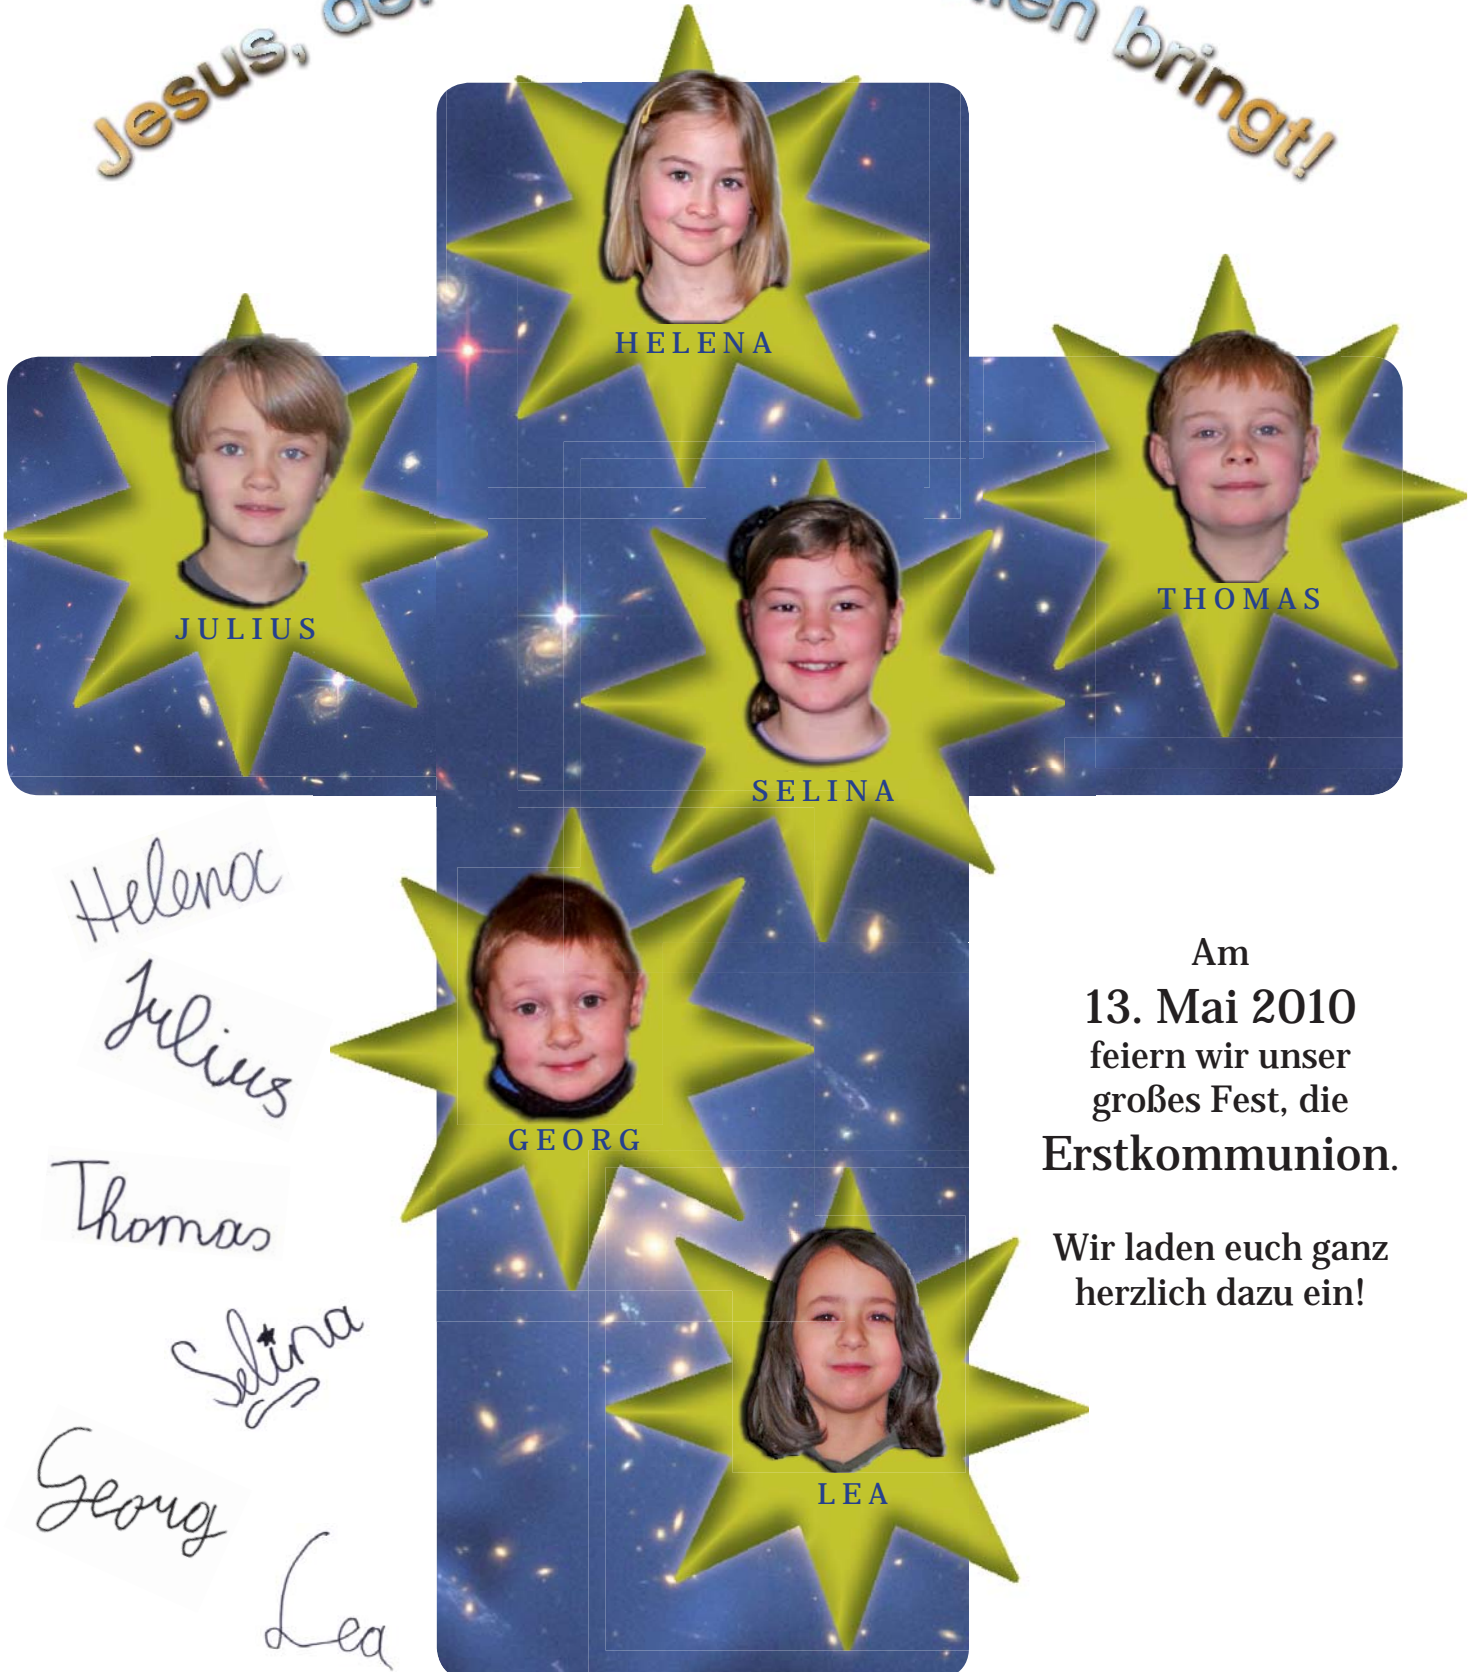 Jesus, bringt!
HELENA
JULIUS
THOMAS
SELINA
GEORG
LEA
Helena
Julius
Thomas
Selina
Georg
Lea
Am
13. Mai 2010
feiern wir unser
großes Fest, die
Erstkommunion.
Wir laden euch ganz
herzlich dazu ein!